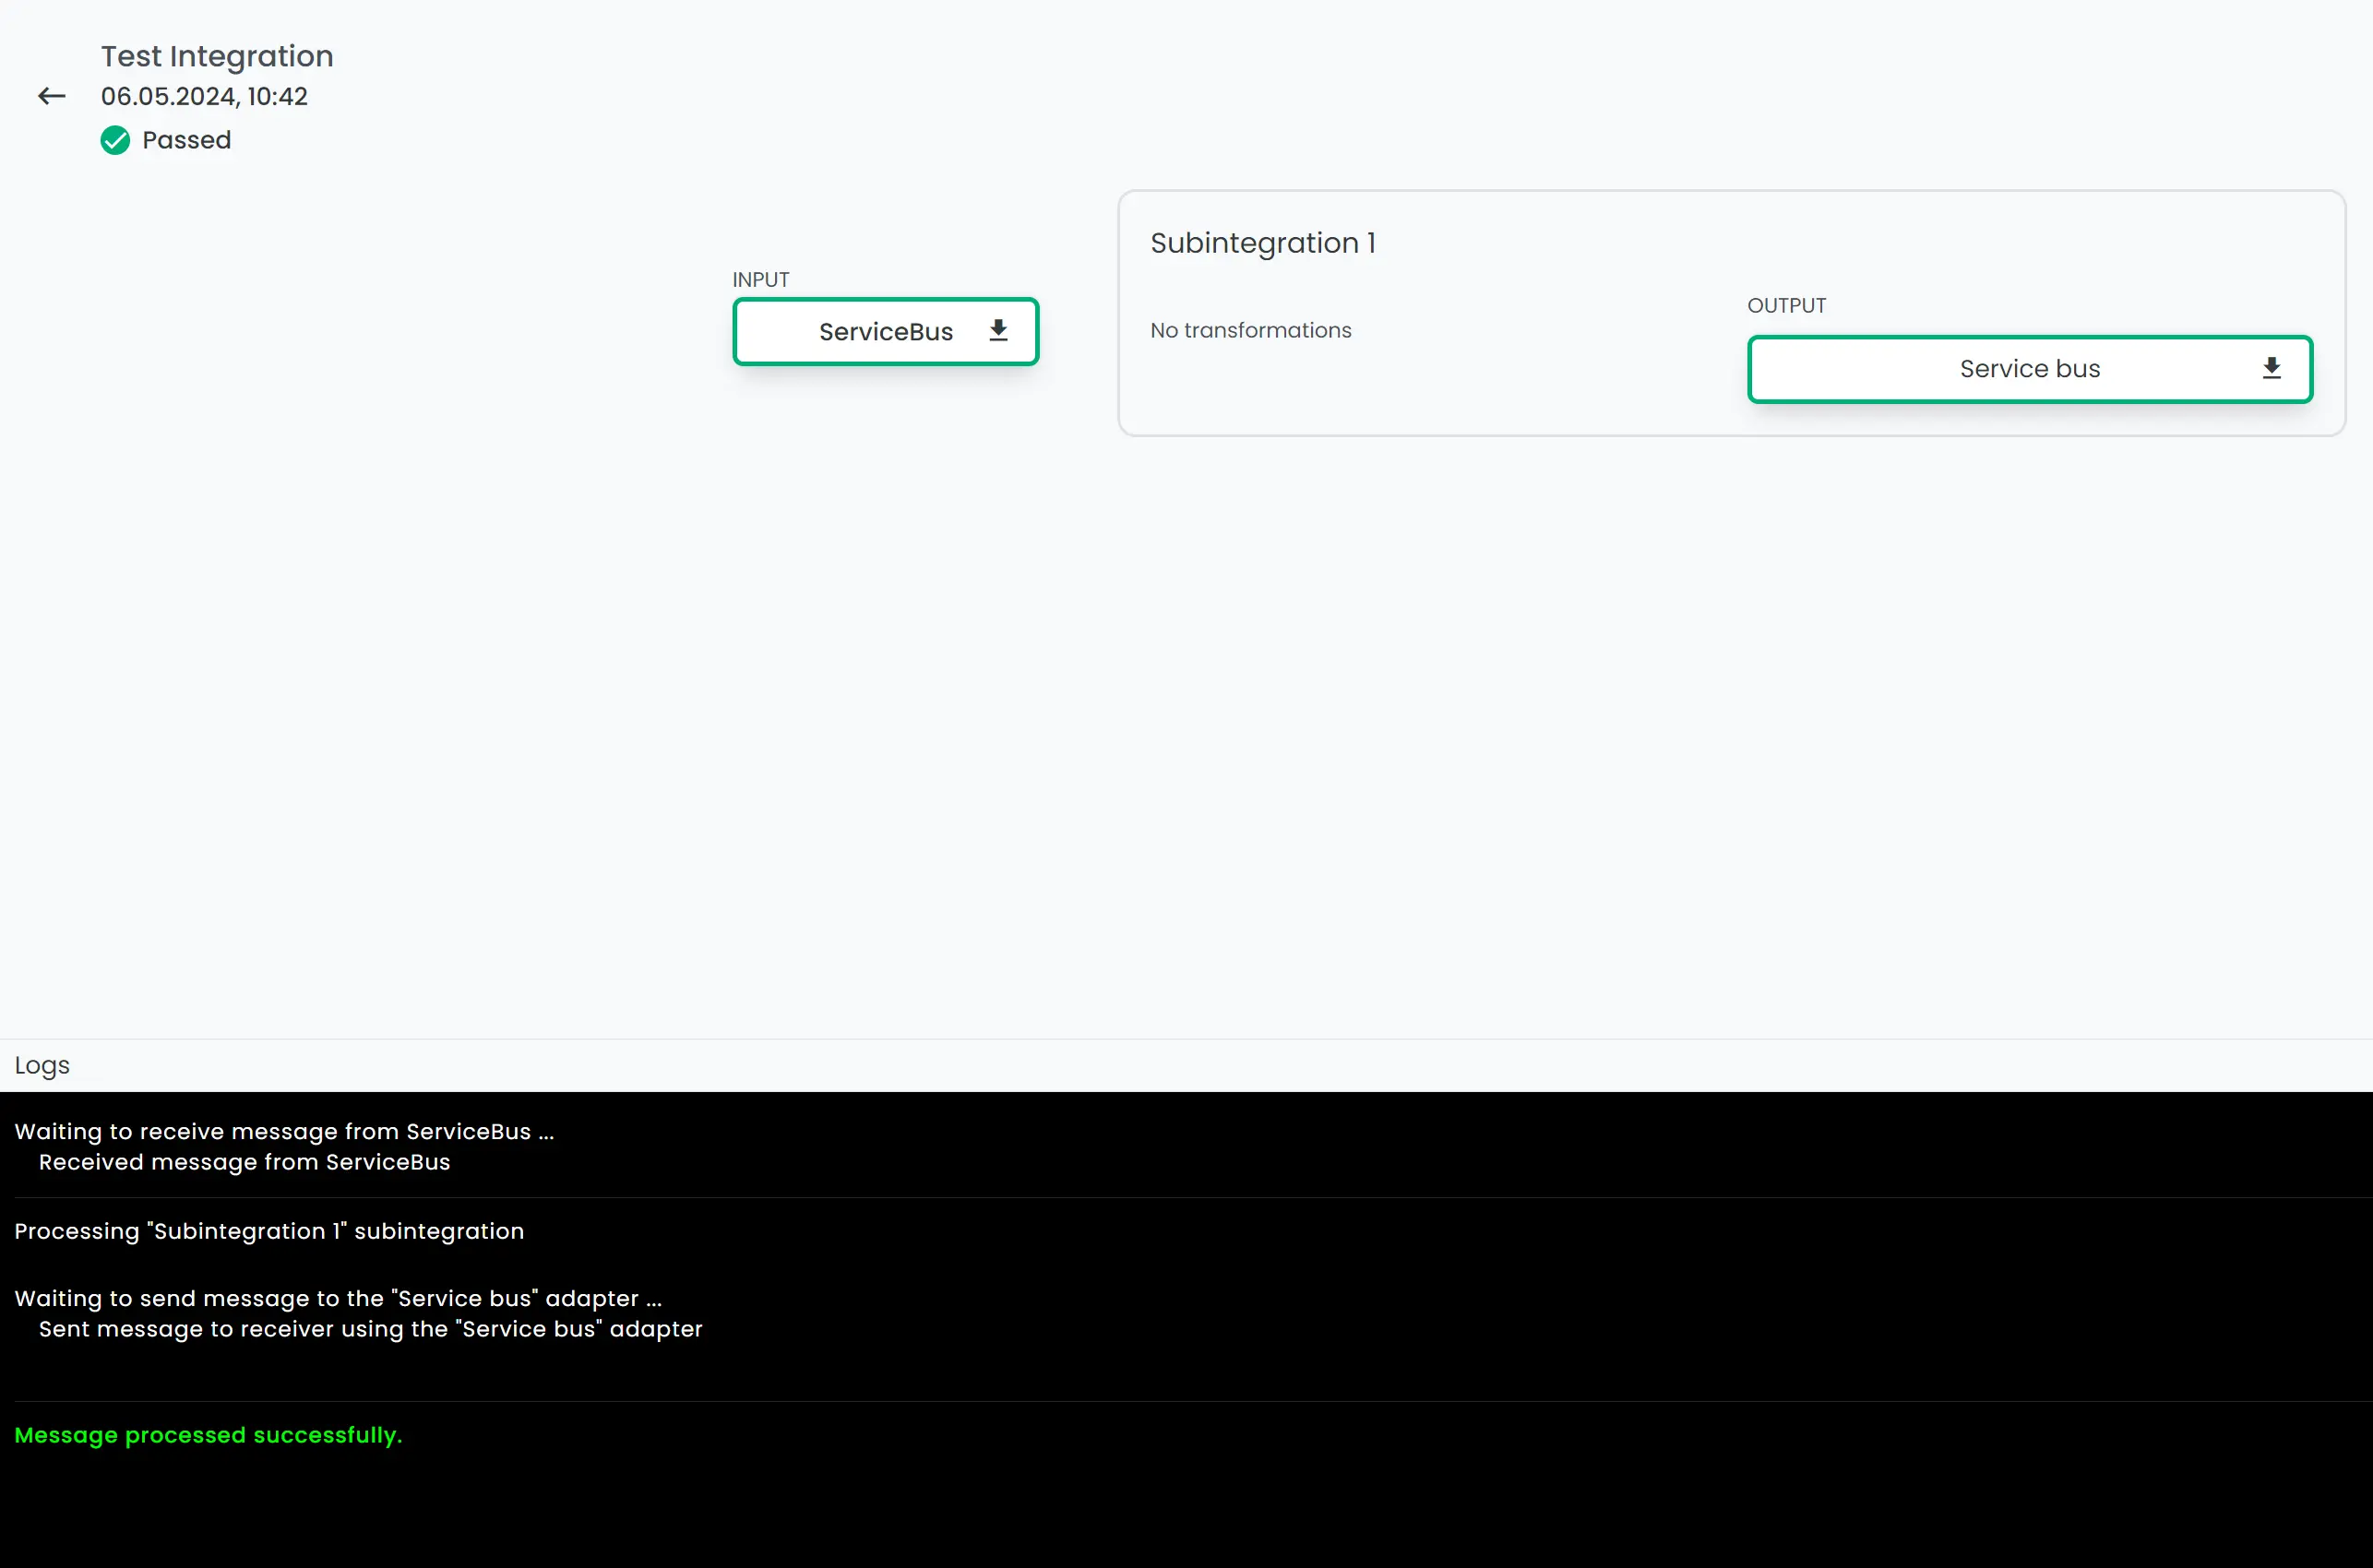 Test Integration
06.05.2024, 10:42
Passed
INPUT
ServiceBus
Subintegration 1
No transformations
OUTPUT
Service bus
Logs
Waiting to receive message from ServiceBus ...
Received message from ServiceBus
Processing "Subintegration 1" subintegration
Waiting to send message to the "Service bus" adapter ...
Sent message to receiver using the "Service bus" adapter
Message processed successfully.